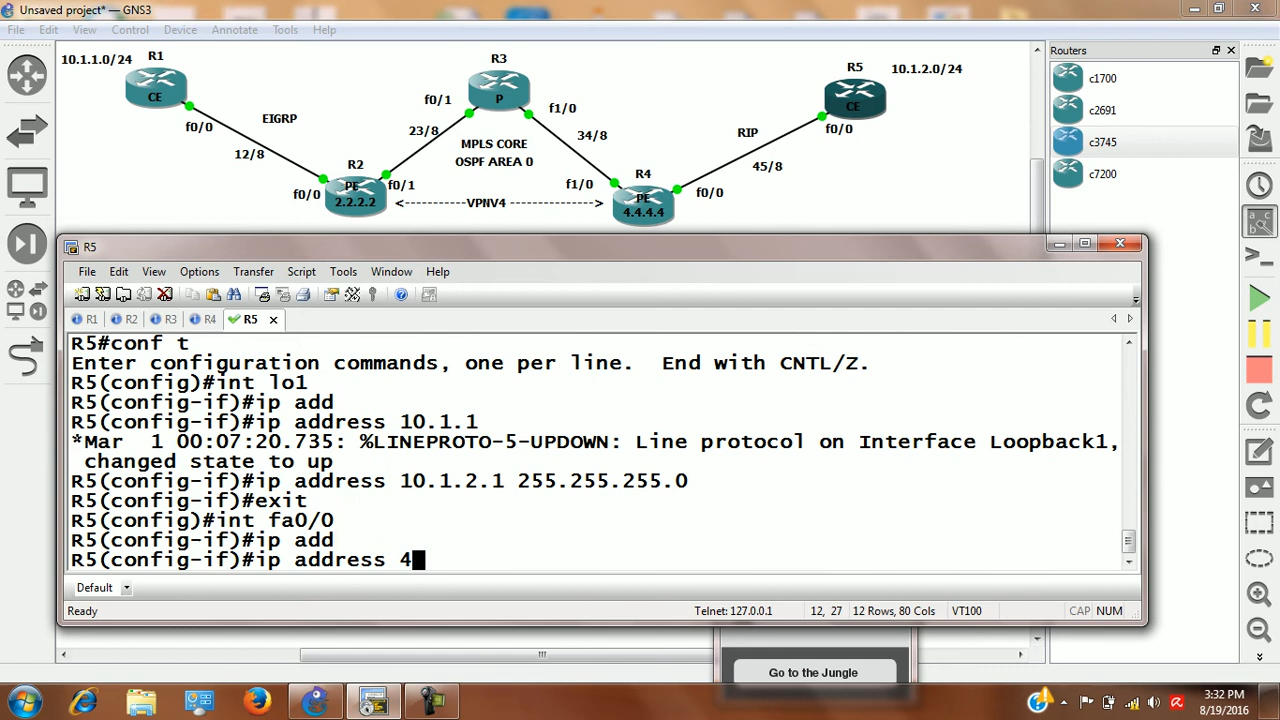 Unsaved project* — GNS3
File Edit View Control Device Annotate Tools Help
10.1.1.0/24
R1
CE
f0/0
EIGRP
12/8
R3
P
f0/1
f1/0
23/8
34/8
MPLS CORE
OSPF AREA 0
R2
PE
2.2.2.2
f0/0
f0/1
<-----------VPNV4 ------------>
f1/0
R4
PE
4.4.4.4
f0/0
RIP
45/8
R5
CE
10.1.2.0/24
f0/0
Routers
c1700
c2691
c3745
c7200
R5
File Edit View Options Transfer Script Tools Window Help
R1 R2 R3 R4 R5
R5#conf t
Enter configuration commands, one per line.  End with CNTL/Z.
R5(config)#int lo1
R5(config-if)#ip add
R5(config-if)#ip address 10.1.1
*Mar  1 00:07:20.735: %LINEPROTO-5-UPDOWN: Line protocol on Interface Loopback1,
 changed state to up
R5(config-if)#ip address 10.1.2.1 255.255.255.0
R5(config-if)#exit
R5(config)#int fa0/0
R5(config-if)#ip add
R5(config-if)#ip address 4
Default
Ready
Telnet: 127.0.0.1
12, 27
12 Rows, 80 Cols
VT100
CAP NUM
Go to the Jungle
3:32 PM
8/19/2016